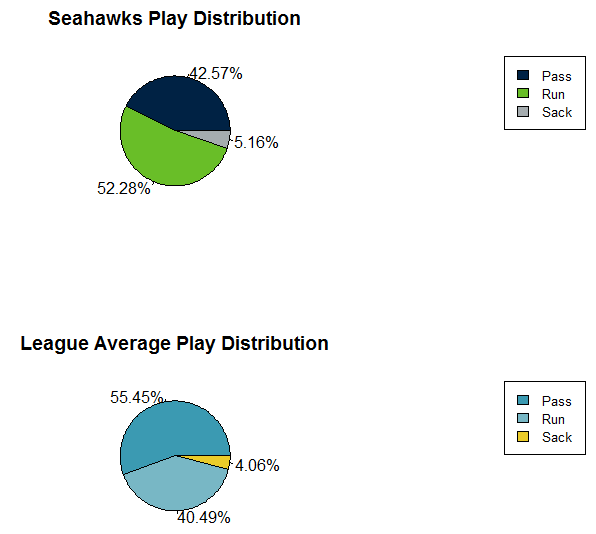 Seahawks Play Distribution
42.57%
Pass
Run
Sack
5.16%
52.28%
League Average Play Distribution
55.45%
Pass
Run
Sack
4.06%
40.49%